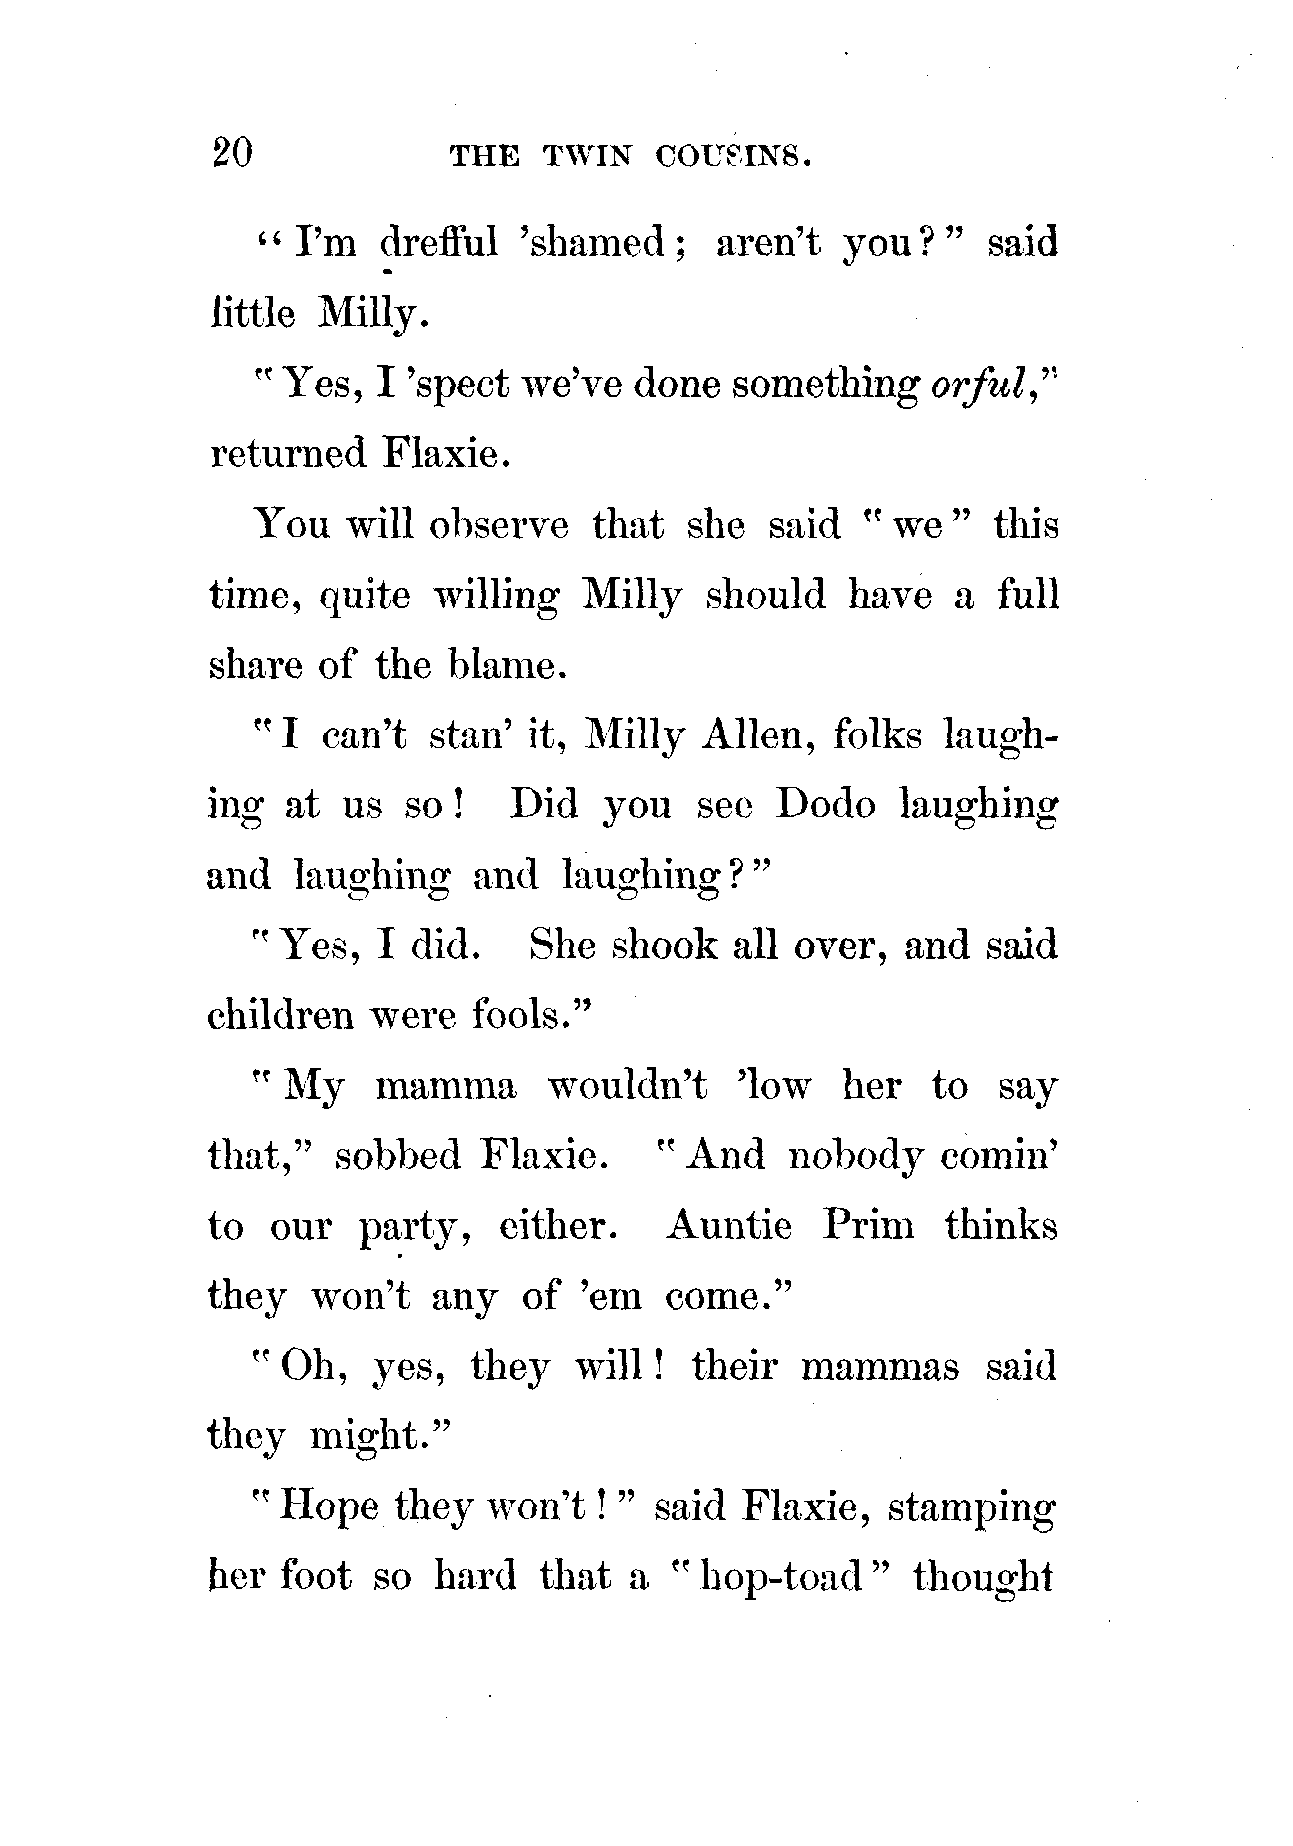 20 THE TWIN COUSINS.
“ I’m drefful ’shamed ; aren’t you ? ” said
little Milly.
“ Yes, I ’spect we’ve done something orful,”
returned Flaxie.
You will observe that she said “ we ” this
time, quite willing Milly should have a full
share of the blame.
“ I can’t stan’ it, Milly Allen, folks laugh-
ing at us so ! Did you see Dodo laughing
and laughing and laughing ? ”
“ Yes, I did. She shook all over, and said
children were fools.”
“ My mamma wouldn’t ’low her to say
that,” sobbed Flaxie. “ And nobody comin’
to our party, either. Auntie Prim thinks
they won’t any of ’em come.”
“ Oh, yes, they will ! their mammas said
they might.”
“ Hope they won’t ! ” said Flaxie, stamping
her foot so hard that a “ hop-toad ” thought